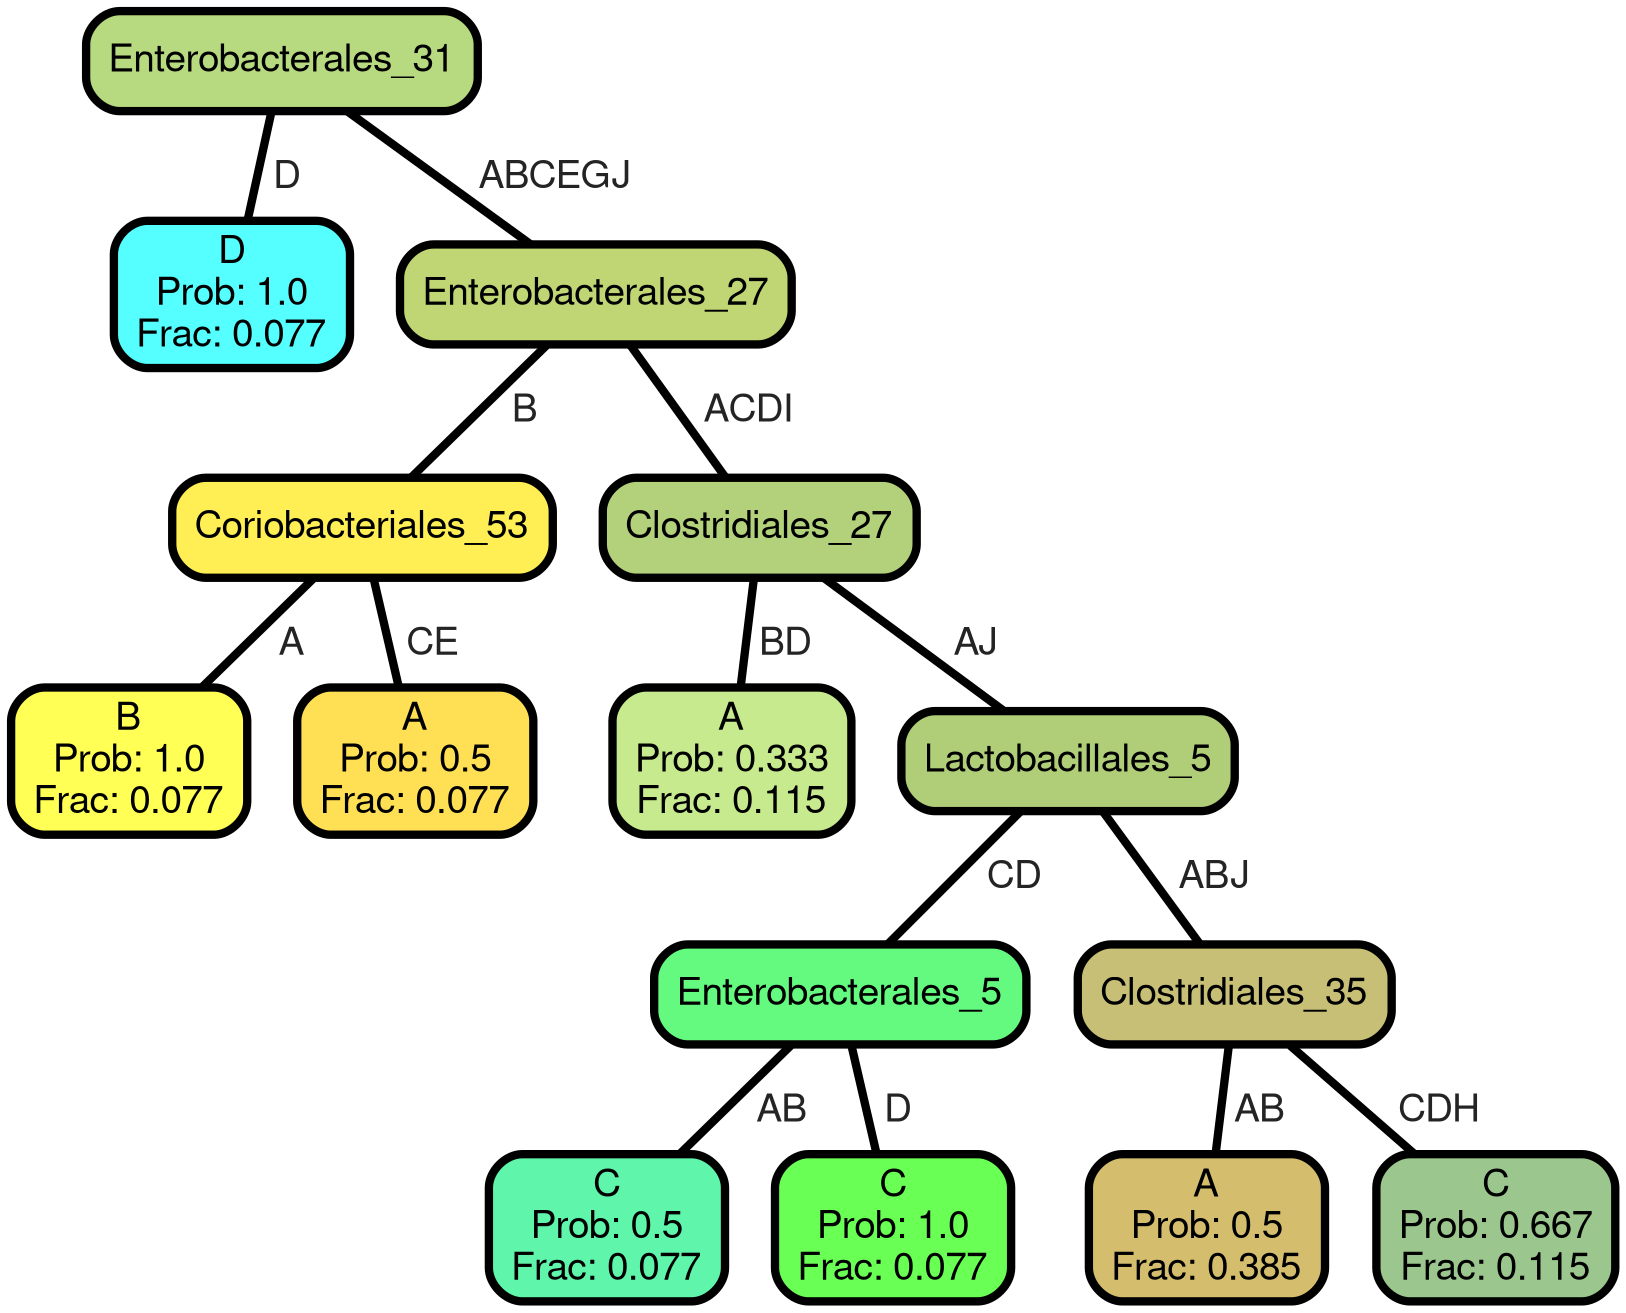 Enterobacterales_31
D
ABCEGJ
D
Prob: 1.0
Frac: 0.077
Enterobacterales_27
B
ACDI
Coriobacteriales_53
Clostridiales_27
A
CE
BD
AJ
B
Prob: 1.0
Frac: 0.077
A
Prob: 0.5
Frac: 0.077
A
Prob: 0.333
Frac: 0.115
Lactobacillales_5
CD
ABJ
Enterobacterales_5
Clostridiales_35
AB
D
AB
CDH
C
Prob: 0.5
Frac: 0.077
C
Prob: 1.0
Frac: 0.077
A
Prob: 0.5
Frac: 0.385
C
Prob: 0.667
Frac: 0.115